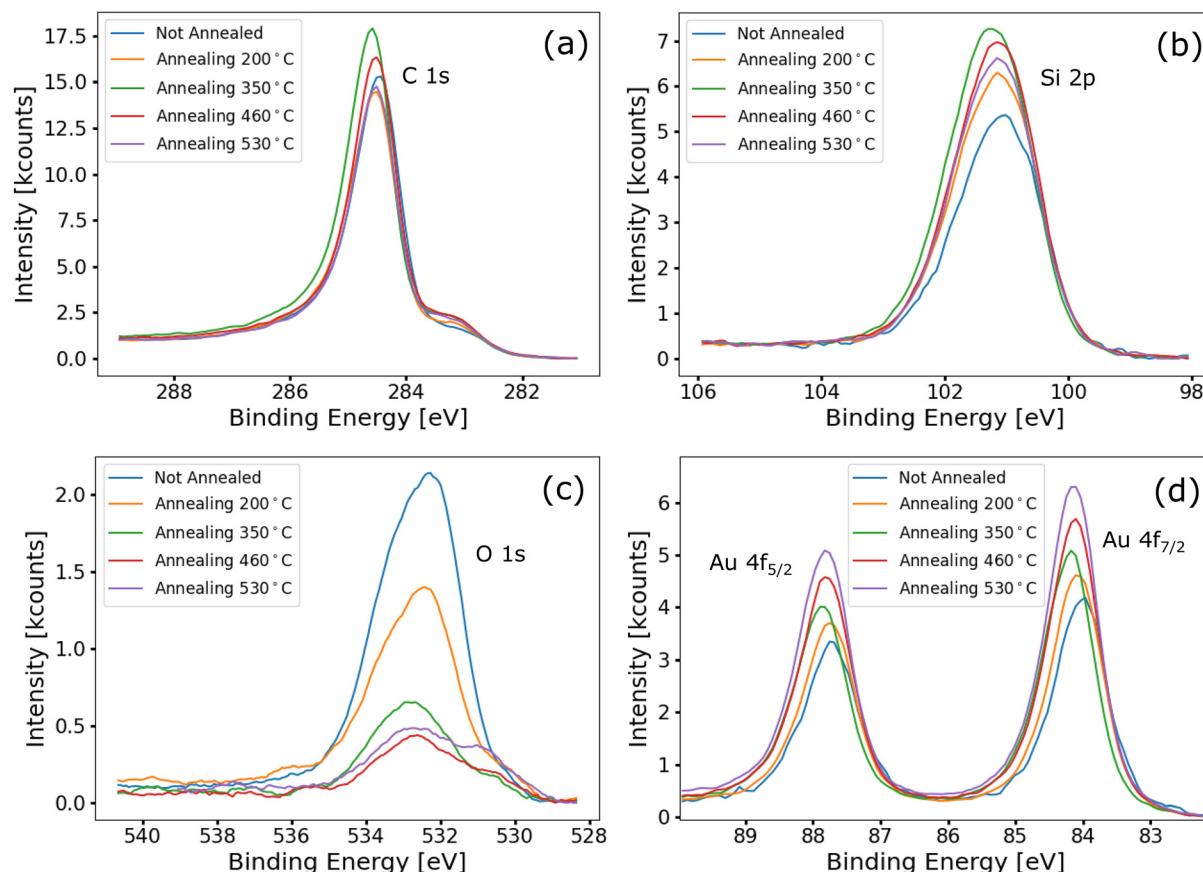 (a)
Not Annealed
Annealing 200°C
Annealing 350°C
Annealing 460°C
Annealing 530°C
C 1s
17.5
15.0
12.5
10.0
7.5
5.0
2.5
0.0
Intensity [kcounts]
288
286
284
282
Binding Energy [eV]
(b)
Not Annealed
Annealing 200°C
Annealing 350°C
Annealing 460°C
Annealing 530°C
Si 2p
7
6
5
4
3
2
1
0
Intensity [kcounts]
106
104
102
100
98
Binding Energy [eV]
(c)
Not Annealed
Annealing 200°C
Annealing 350°C
Annealing 460°C
Annealing 530°C
O 1s
2.0
1.5
1.0
0.5
0.0
Intensity [kcounts]
540
538
536
534
532
530
528
Binding Energy [eV]
(d)
Not Annealed
Annealing 200°C
Annealing 350°C
Annealing 460°C
Annealing 530°C
Au 4f5/2
Au 4f7/2
6
5
4
3
2
1
0
Intensity [kcounts]
89
88
87
86
85
84
83
Binding Energy [eV]